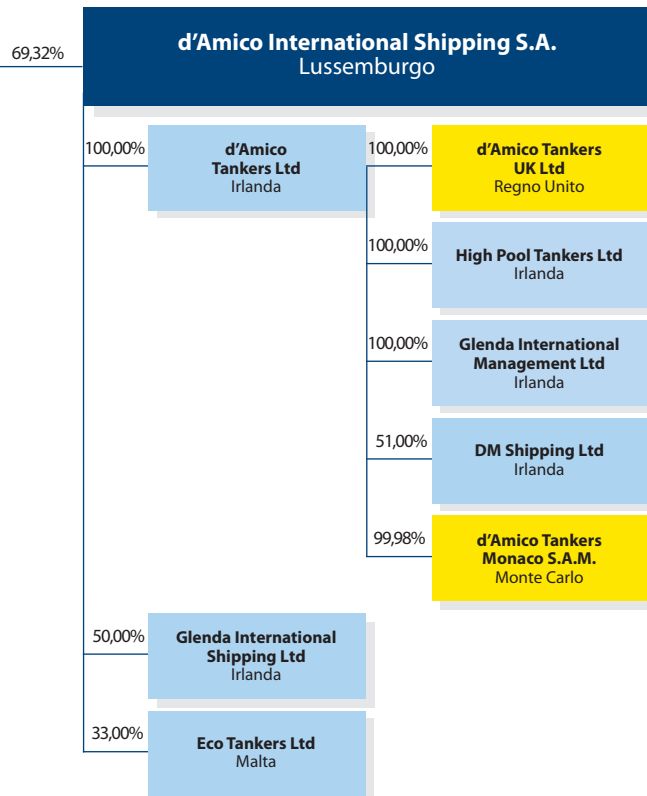 69,32%
d’Amico International Shipping S.A.
Lussemburgo
100,00%
d’Amico
Tankers Ltd
Irlanda
100,00%
d’Amico Tankers
UK Ltd
Regno Unito
100,00%
High Pool Tankers Ltd
Irlanda
100,00%
Glenda International
Management Ltd
Irlanda
51,00%
DM Shipping Ltd
Irlanda
99,98%
d’Amico Tankers
Monaco S.A.M.
Monte Carlo
50,00%
Glenda International
Shipping Ltd
Irlanda
33,00%
Eco Tankers Ltd
Malta